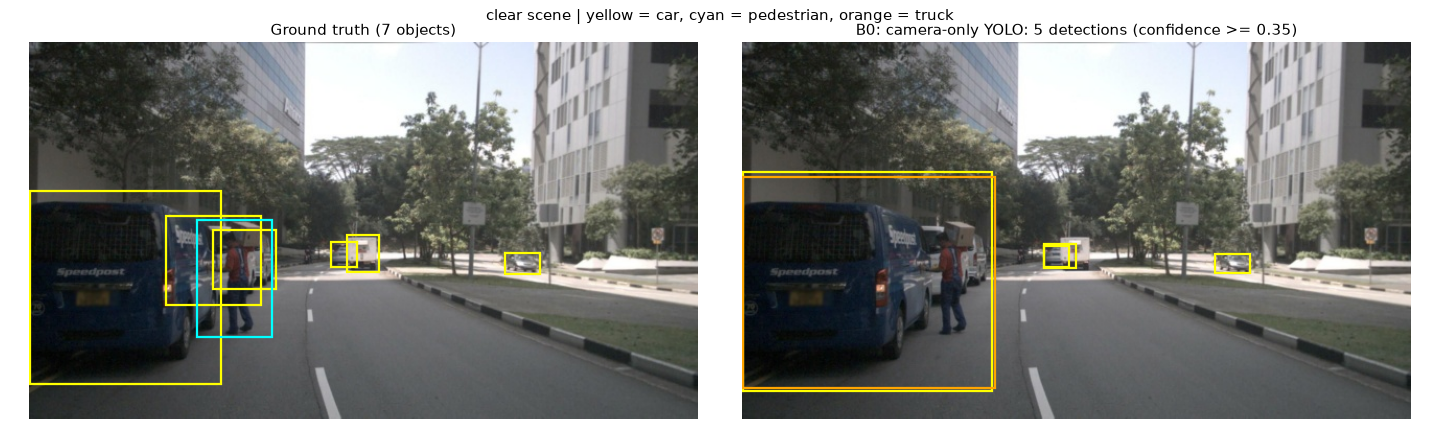 clear scene | yellow = car, cyan = pedestrian, orange = truck
Ground truth (7 objects)
B0: camera-only YOLO: 5 detections (confidence >= 0.35)
Speedpost
Speedpost